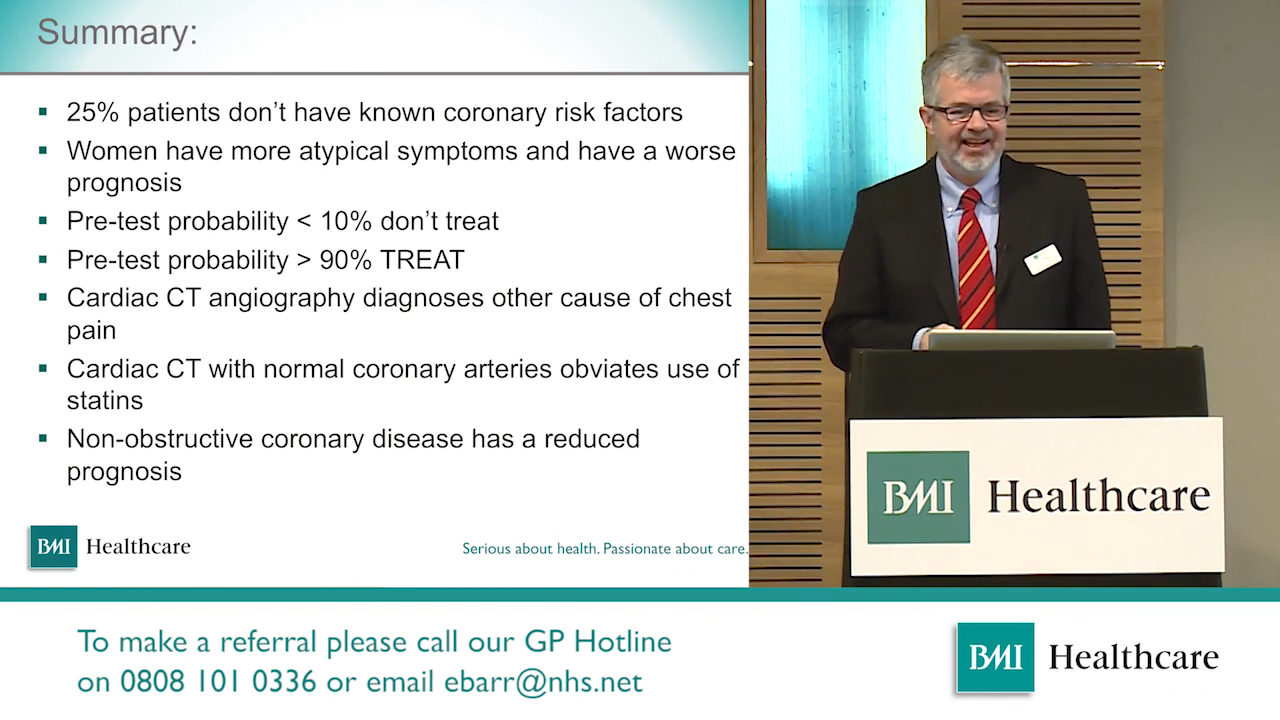 Summary:
25% patients don't have known coronary risk factors
Women have more atypical symptoms and have a worse
prognosis
Pre-test probability < 10% don't treat
Pre-test probability > 90% TREAT
Cardiac CT angiography diagnoses other cause of chest
pain
Cardiac CT with normal coronary arteries obviates use of
statins
Non-obstructive coronary disease has a reduced
prognosis
BMI Healthcare
Serious about health. Passionate about care.
BMI Healthcare
To make a referral please call our GP Hotline
on 0808 101 0336 or email ebarr@nhs.net
BMI Healthcare